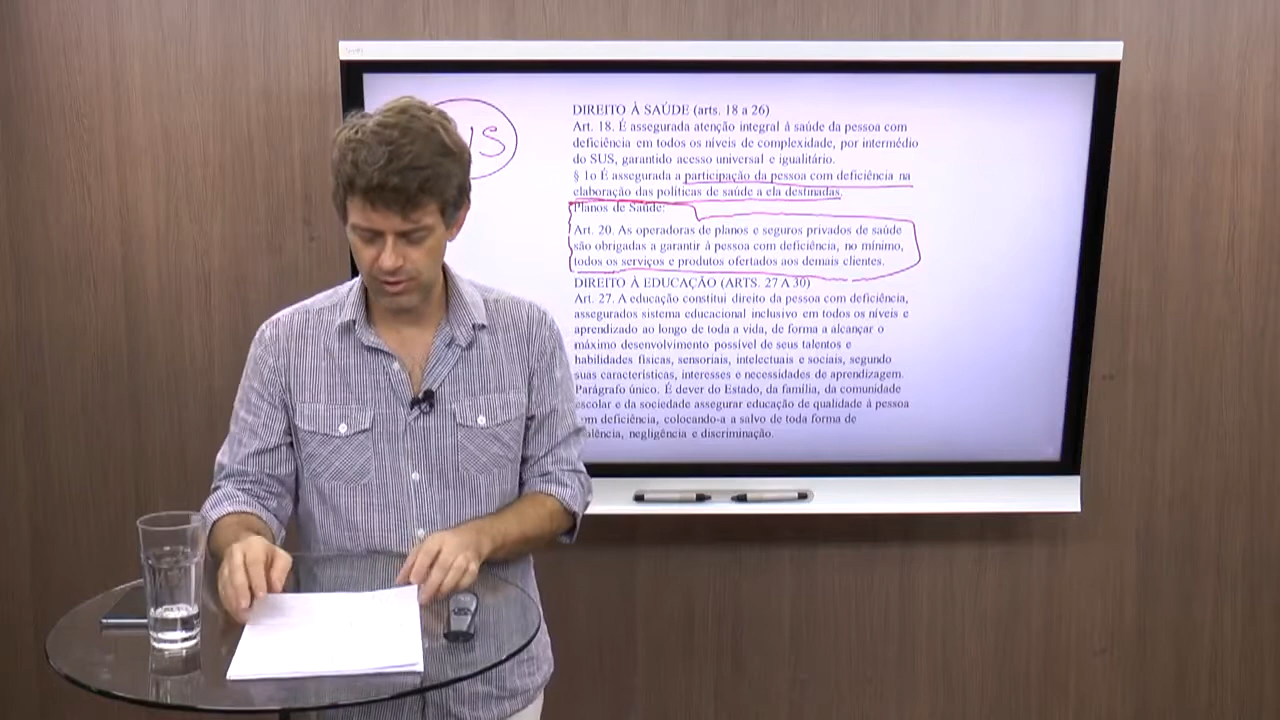 DIREITO À SAÚDE (arts. 18 a 26)
Art. 18. É assegurada atenção integral à saúde da pessoa com
deficiência em todos os níveis de complexidade, por intermédio
do SUS, garantido acesso universal e igualitário.
§ 1o É assegurada a participação da pessoa com deficiência na
elaboração das políticas de saúde a ela destinadas.
Planos de Saúde:
Art. 20. As operadoras de planos e seguros privados de saúde
são obrigadas a garantir à pessoa com deficiência, no mínimo,
todos os serviços e produtos ofertados aos demais clientes.
DIREITO À EDUCAÇÃO (ARTS. 27 A 30)
Art. 27. A educação constitui direito da pessoa com deficiência,
assegurados sistema educacional inclusivo em todos os níveis e
aprendizado ao longo de toda a vida, de forma a alcançar o
máximo desenvolvimento possível de seus talentos e
habilidades físicas, sensoriais, intelectuais e sociais, segundo
suas características, interesses e necessidades de aprendizagem.
Parágrafo único. É dever do Estado, da família, da comunidade
escolar e da sociedade assegurar educação de qualidade à pessoa
deficiência, colocando-a a salvo de toda forma de
negligência e discriminação.